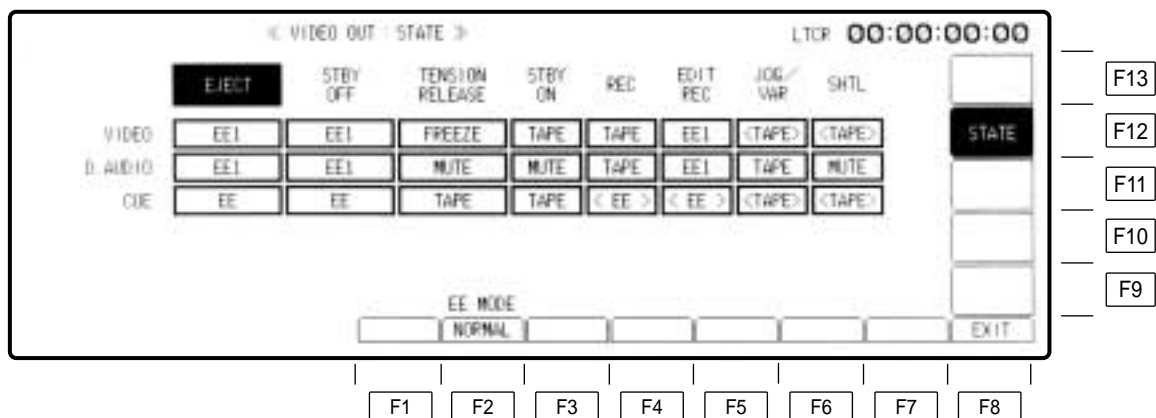 ≪ VIDEO OUT : STATE ≫ LTCR 00:00:00:00
EJECT STBY OFF TENSION RELEASE STBY ON REC EDIT REC JOG/ VAR SHTL
VIDEO EE1 EE1 FREEZE TAPE TAPE EE1 <TAPE> <TAPE> STATE
D.AUDIO EE1 EE1 MUTE MUTE TAPE EE1 TAPE MUTE
CUE EE EE TAPE TAPE < EE > < EE > <TAPE> <TAPE>
EE MODE
NORMAL EXIT
F13
F12
F11
F10
F9
F1 F2 F3 F4 F5 F6 F7 F8